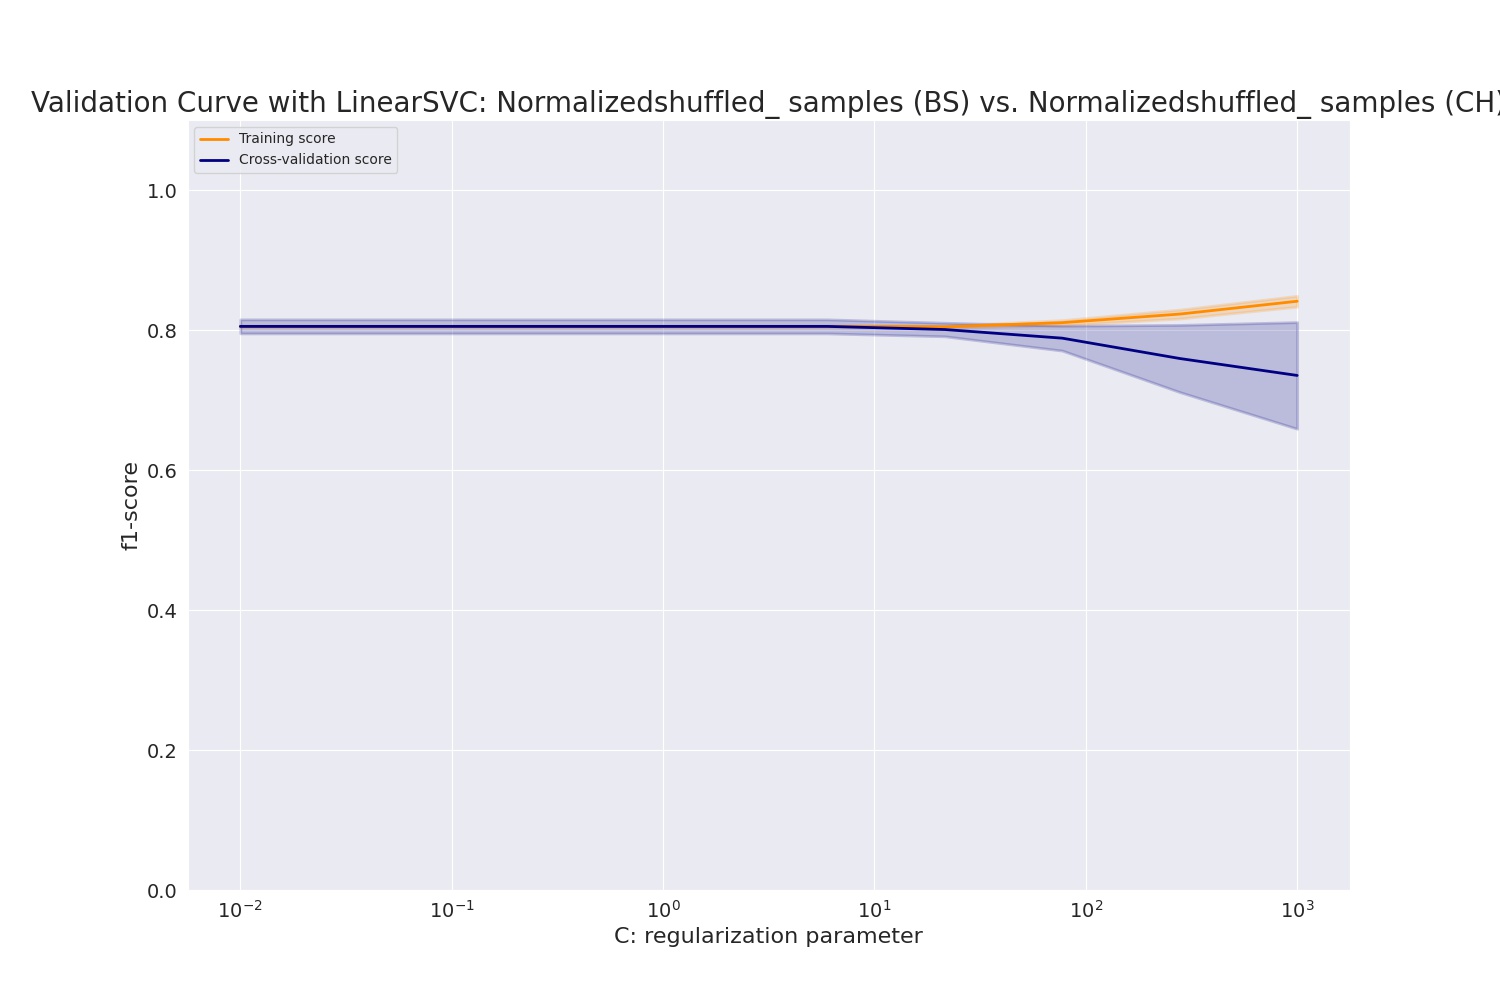 Validation Curve with LinearSVC: Normalizedshuffled_ samples (BS) vs. Normalizedshuffled_ samples (CH)
Training score
Cross-validation score
1.0
0.8
0.6
0.4
0.2
0.0
f1-score
10⁻² 10⁻¹ 10⁰ 10¹ 10² 10³
C: regularization parameter